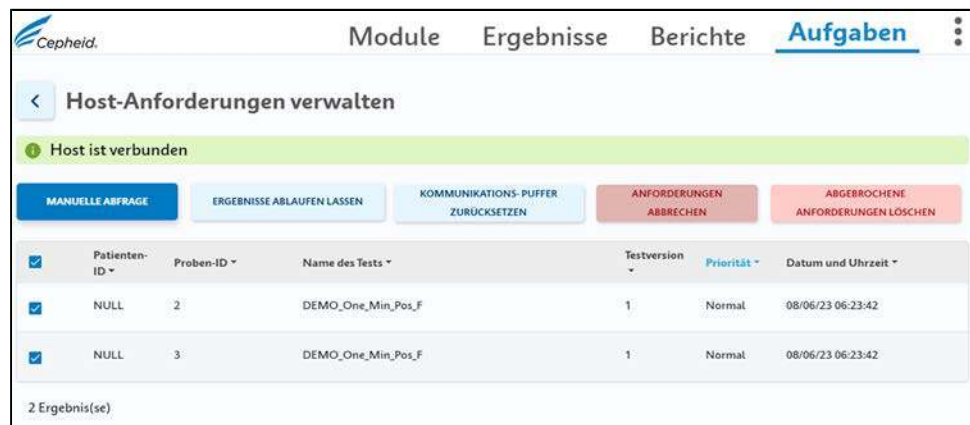 Cepheid.
Module Ergebnisse Berichte Aufgaben
Host-Anforderungen verwalten
Host ist verbunden
MANUELLE ABFRAGE
ERGEBNISSE ABLAUFEN LASSEN
KOMMUNIKATIONS- PUFFER
ZURÜCKSETZEN
ANFORDERUNGEN
ABBRECHEN
ABGEBROCHENE
ANFORDERUNGEN LÖSCHEN
Patienten-
ID
Proben-ID
Name des Tests
Testversion
Priorität
Datum und Uhrzeit
NULL 2 DEMO_One_Min_Pos_F 1 Normal 08/06/23 06:23:42
NULL 3 DEMO_One_Min_Pos_F 1 Normal 08/06/23 06:23:42
2 Ergebnis(se)